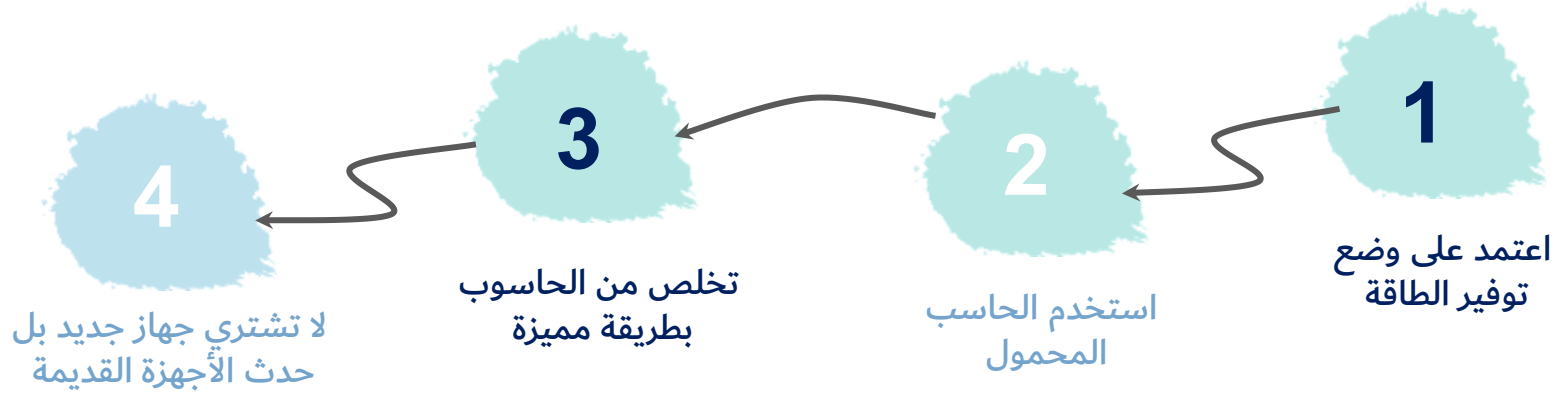 1
اعتمد على وضع
توفير الطاقة
2
استخدم الحاسب
المحمول
3
تخلص من الحاسوب
بطريقة مميزة
4
لا تشتري جهاز جديد بل
حدث الأجهزة القديمة